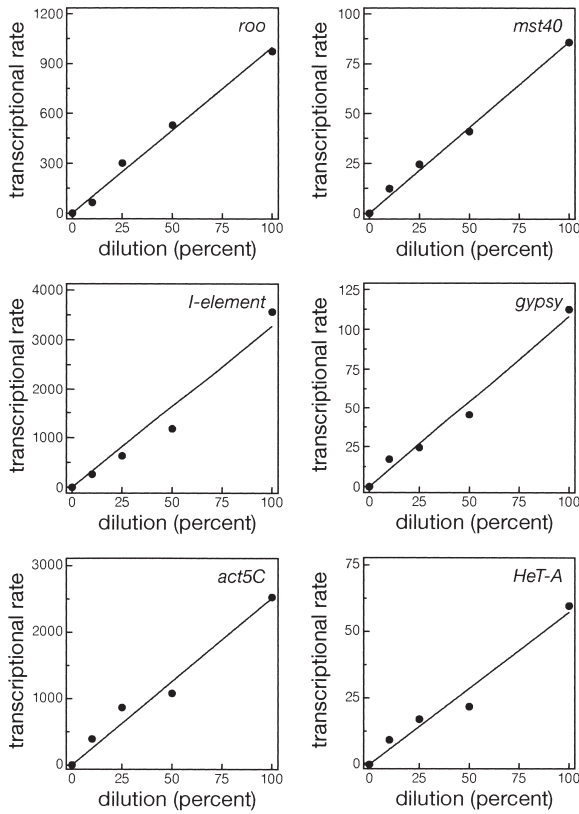 roo
transcriptional rate
1200
900
600
300
0
0 25 50 75 100
dilution (percent)
mst40
transcriptional rate
100
75
50
25
0
0 25 50 75 100
dilution (percent)
I-element
transcriptional rate
4000
3000
2000
1000
0
0 25 50 75 100
dilution (percent)
gypsy
transcriptional rate
125
100
75
50
25
0
0 25 50 75 100
dilution (percent)
act5C
transcriptional rate
3000
2000
1000
0
0 25 50 75 100
dilution (percent)
HeT-A
transcriptional rate
75
50
25
0
0 25 50 75 100
dilution (percent)